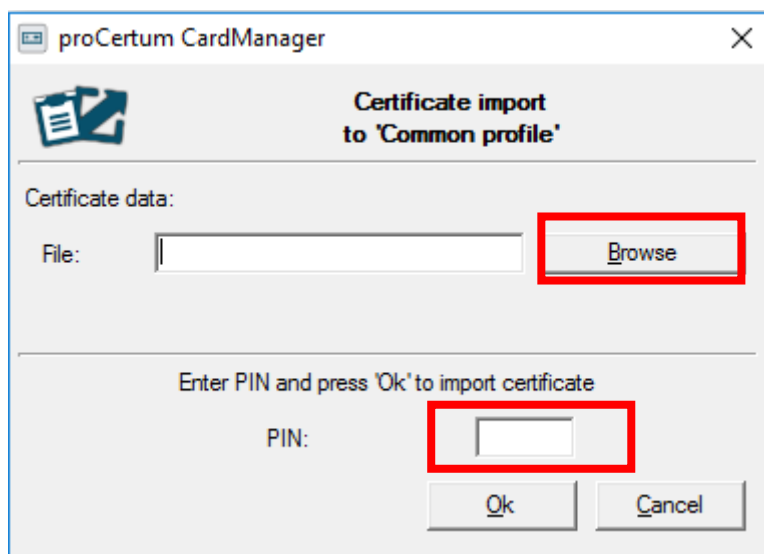 proCertum CardManager
Certificate import
to 'Common profile'
Certificate data:
File:
Browse
Enter PIN and press 'Ok' to import certificate
PIN:
Ok
Cancel